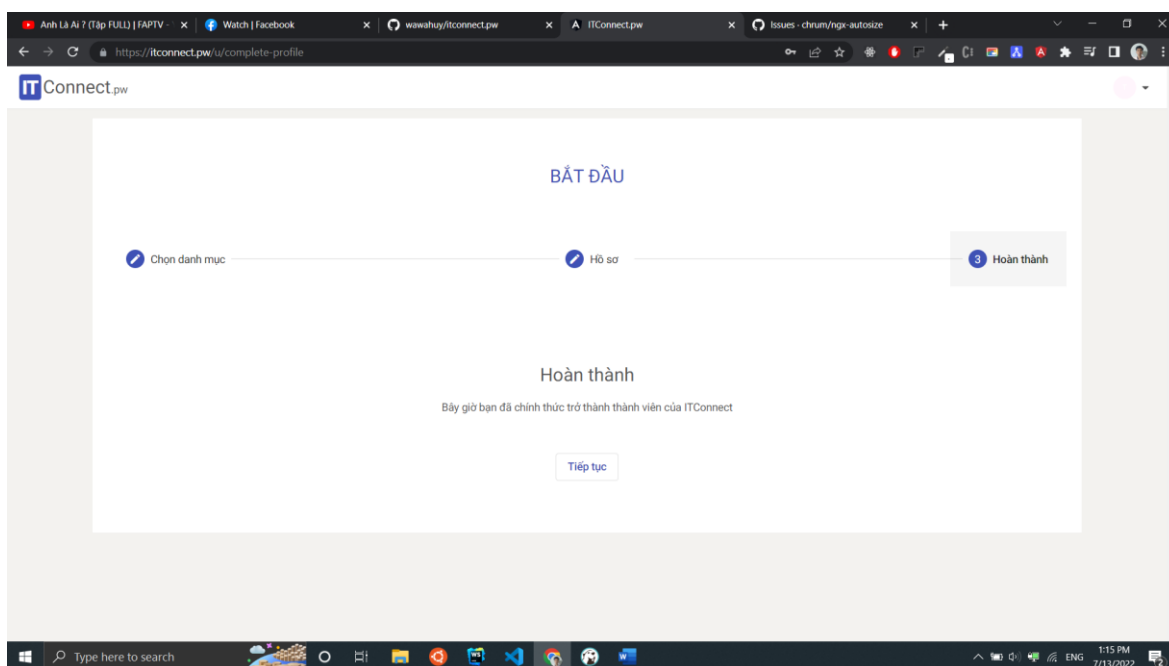 Anh Là Ai ? (Tập FULL) | FAPTV -
Watch | Facebook
wawahuy/itconnect.pw
ITConnect.pw
Issues - chrum/ngx-autosize
https://itconnect.pw/u/complete-profile
IT Connect.pw
BẮT ĐẦU
Chọn danh mục
Hồ sơ
3 Hoàn thành
Hoàn thành
Bây giờ bạn đã chính thức trở thành thành viên của ITConnect
Tiếp tục
Type here to search
ENG
1:15 PM
7/13/2022